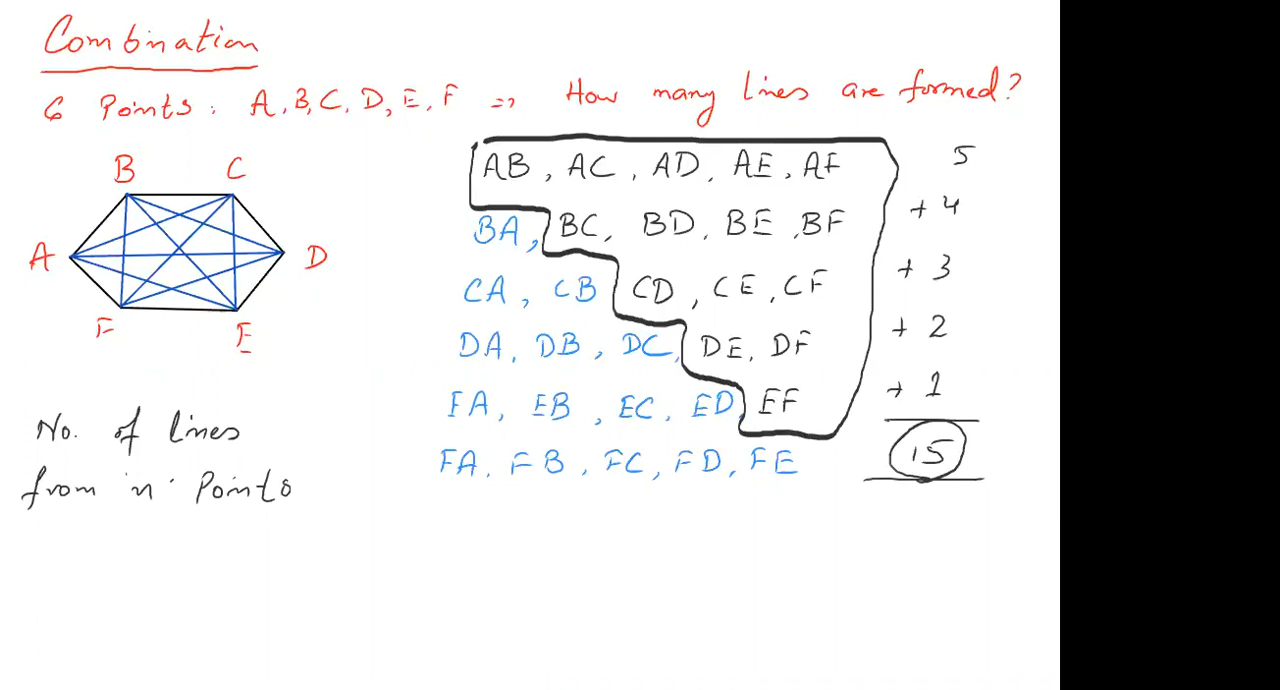 Combination
6 Points: A, B, C, D, E, F => How many lines are formed?
B C
A D
F E
AB, AC, AD, AE, AF 5
BA, BC, BD, BE, BF + 4
CA, CB CD, CE, CF + 3
DA, DB, DC, DE, DF + 2
EA, EB, EC, ED, EF + 1
FA, FB, FC, FD, FE 15
No. of lines
from 'n' Points